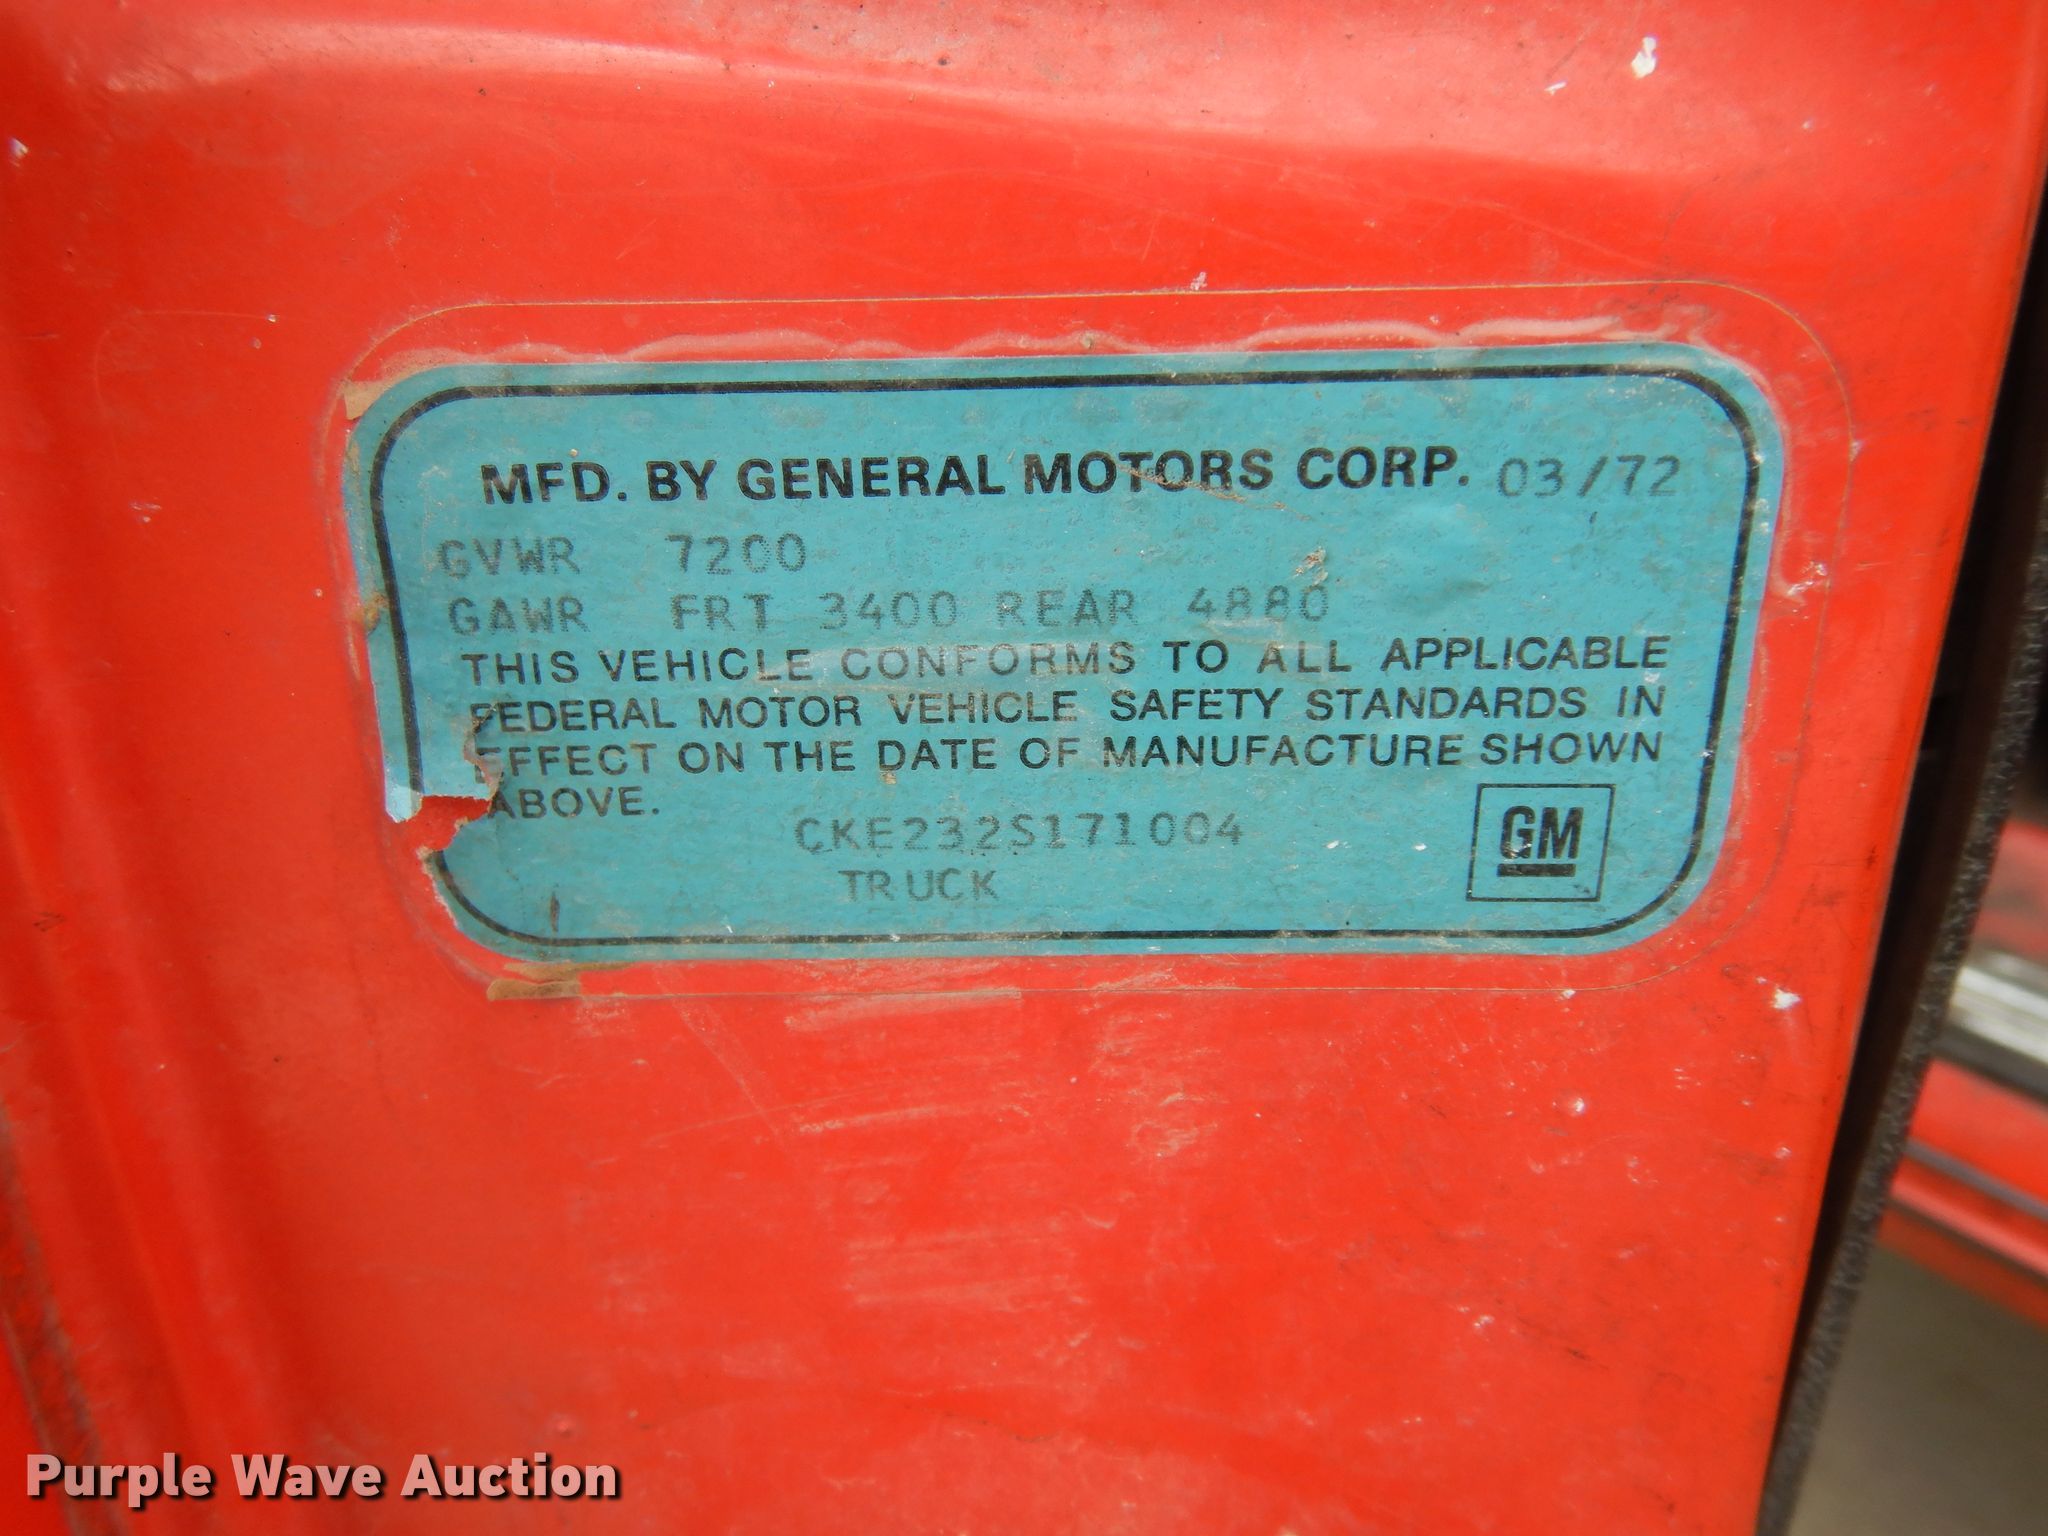 MFD. BY GENERAL MOTORS CORP. 03/72
GVWR 7200
GAWR FRT 3400 REAR 4880
THIS VEHICLE CONFORMS TO ALL APPLICABLE
FEDERAL MOTOR VEHICLE SAFETY STANDARDS IN
EFFECT ON THE DATE OF MANUFACTURE SHOWN
ABOVE.
CKE232S171004
TRUCK
GM
Purple Wave Auction